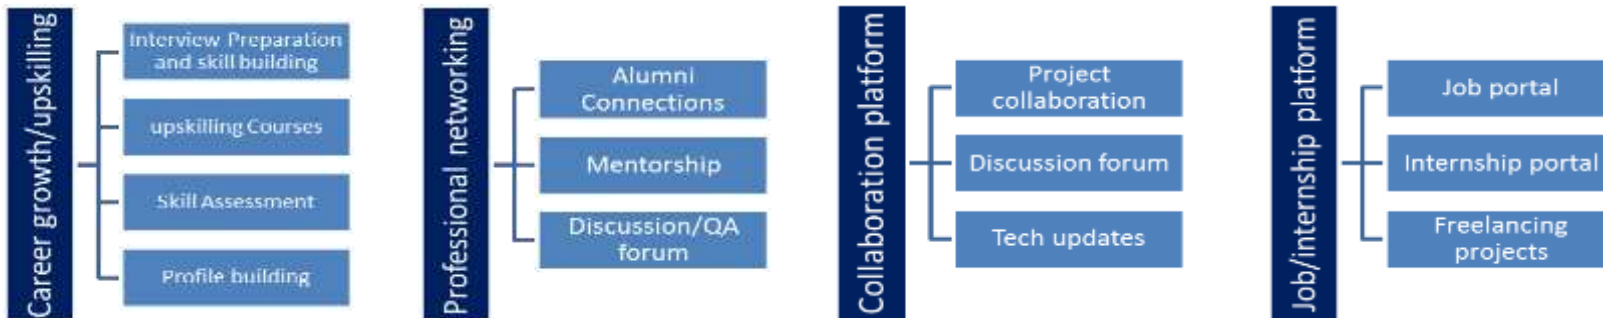 Career growth/upskilling
Interview Preparation
and skill building
upskilling Courses
Skill Assessment
Profile building
Professional networking
Alumni
Connections
Mentorship
Discussion/QA
forum
Collaboration platform
Project
collaboration
Discussion forum
Tech updates
Job/internship platform
Job portal
Internship portal
Freelancing
projects